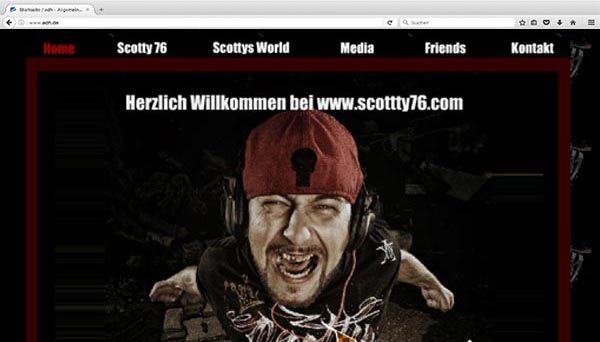 Startseite / adh - Allgemein...
www.adh.de
Suchen
Home Scotty 76 Scottys World Media Friends Kontakt
Herzlich Willkommen bei www.scottty76.com